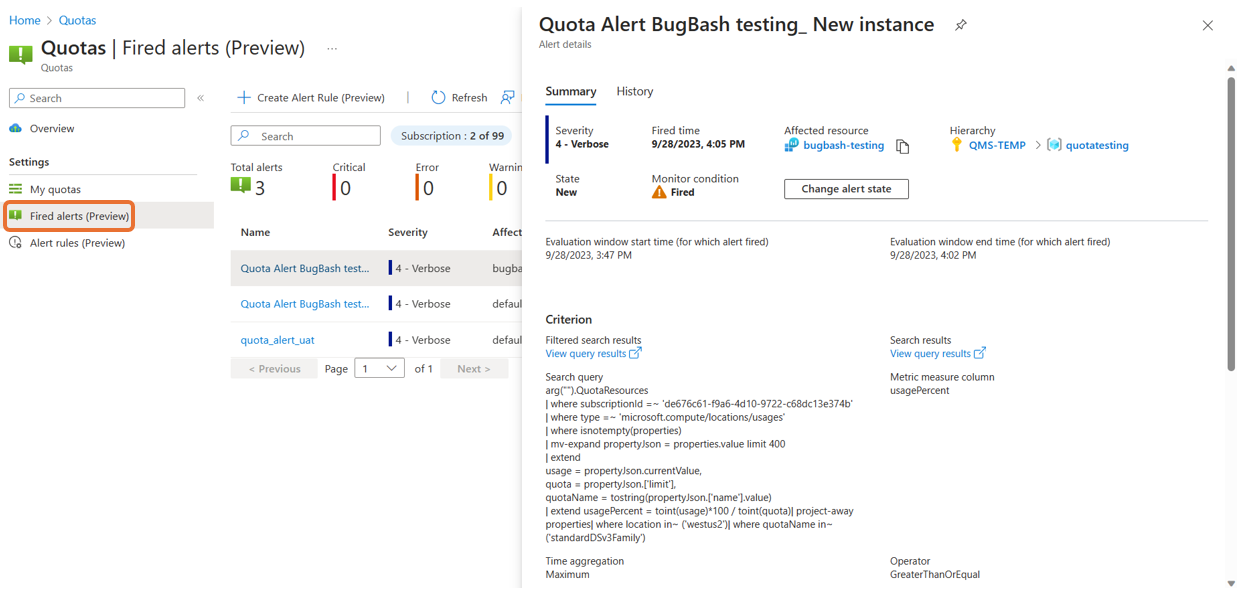 Home > Quotas
Quotas | Fired alerts (Preview) ...
Quotas
Search «
Overview
Settings
My quotas
Fired alerts (Preview)
Alert rules (Preview)
+ Create Alert Rule (Preview) | Refresh
Search
Subscription : 2 of 99
Total alerts Critical Error Warnin
3 0 0 0
Name Severity Affect
Quota Alert BugBash test... 4 - Verbose bugba
Quota Alert BugBash test... 4 - Verbose defaul
quota_alert_uat 4 - Verbose defaul
< Previous Page 1 of 1 Next >
Quota Alert BugBash testing_ New instance
Alert details
Summary History
Severity
4 - Verbose
Fired time
9/28/2023, 4:05 PM
Affected resource
bugbash-testing
Hierarchy
QMS-TEMP > quotatesting
State
New
Monitor condition
Fired
Change alert state
Evaluation window start time (for which alert fired)
9/28/2023, 3:47 PM
Evaluation window end time (for which alert fired)
9/28/2023, 4:02 PM
Criterion
Filtered search results
View query results
Search results
View query results
Search query
arg("").QuotaResources
| where subscriptionId =~ 'de676c61-f9a6-4d10-9722-c68dc13e374b'
| where type =~ 'microsoft.compute/locations/usages'
| where isnotempty(properties)
| mv-expand propertyJson = properties.value limit 400
| extend
usage = propertyJson.currentValue,
quota = propertyJson.['limit'],
quotaName = tostring(propertyJson.['name'].value)
| extend usagePercent = toint(usage)*100 / toint(quota)| project-away
properties| where location in~ ('westus2')| where quotaName in~
('standardDSv3Family')
Metric measure column
usagePercent
Time aggregation
Maximum
Operator
GreaterThanOrEqual